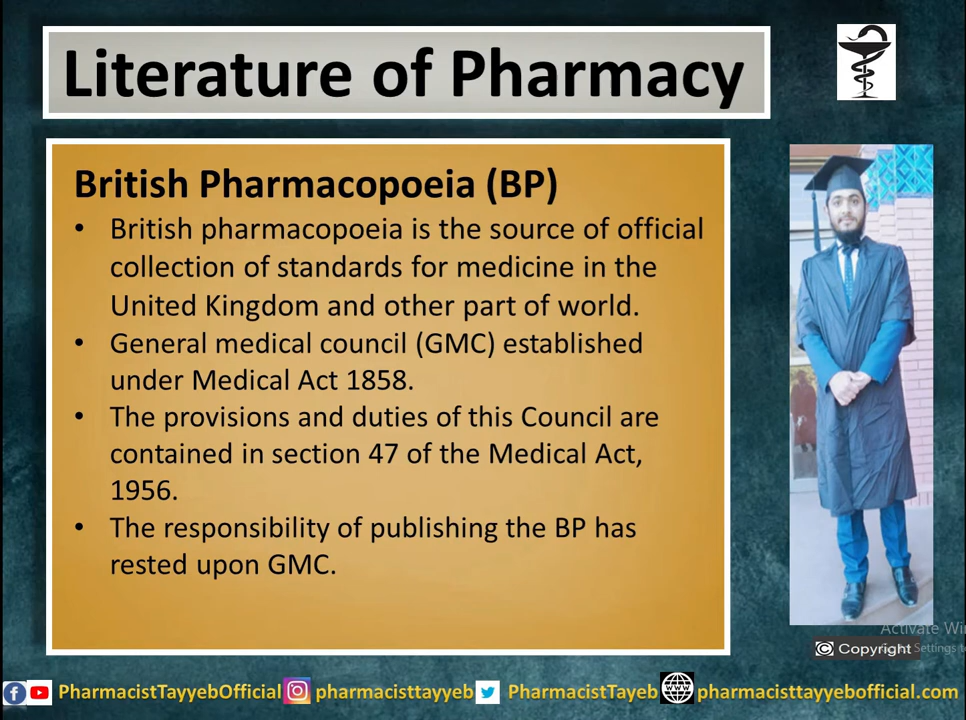 Literature of Pharmacy
British Pharmacopoeia (BP)
• British pharmacopoeia is the source of official
collection of standards for medicine in the
United Kingdom and other part of world.
• General medical council (GMC) established
under Medical Act 1858.
• The provisions and duties of this Council are
contained in section 47 of the Medical Act,
1956.
• The responsibility of publishing the BP has
rested upon GMC.
Activate Wi
Settings t
© Copyright
PharmacistTayyebOfficial pharmacisttayyeb PharmacistTayeb pharmacisttayyebofficial.com